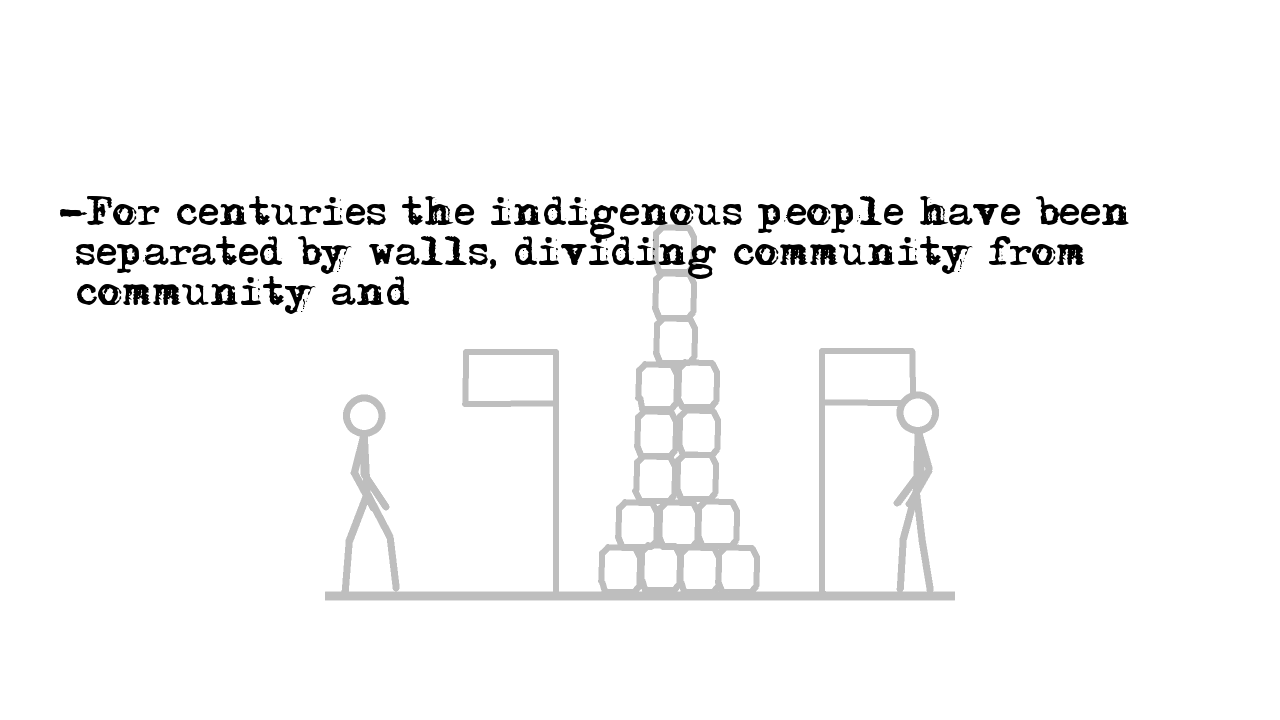 -For centuries the indigenous people have been
separated by walls, dividing community from
community and